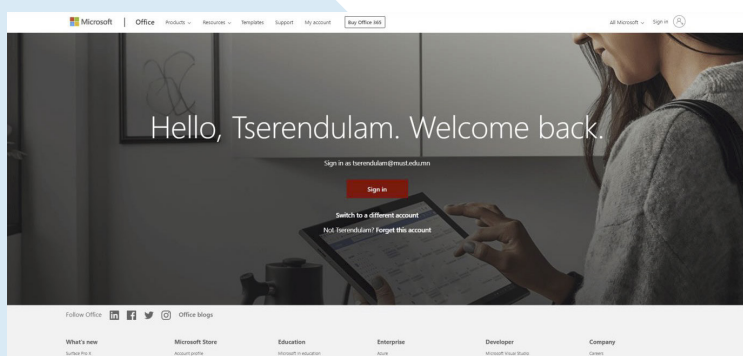 Microsoft | Office Products Resources Templates Support My account Buy Office 365 All Microsoft Sign in
Hello, Tserendulam. Welcome back.
Sign in as tserendulam@must.edu.mn
Sign in
Switch to a different account
Not Tserendulam? Forget this account
Follow Office Office blogs
What's new Microsoft Store Education Enterprise Developer Company
Surface Pro X Account profile Microsoft in education Azure Microsoft Visual Studio Careers